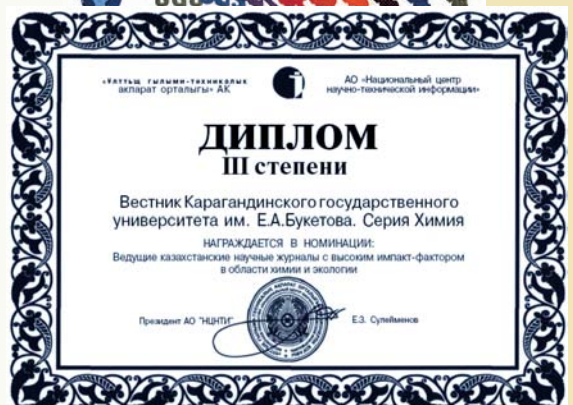 «Ұлттық ғылыми-техникалық
ақпарат орталығы» АҚ
АО «Национальный центр
научно-технической информации»
ДИПЛОМ
III степени
Вестник Карагандинского государственного
университета им. Е.А.Букетова. Серия Химия
НАГРАЖДАЕТСЯ В НОМИНАЦИИ:
Ведущие казахстанские научные журналы с высоким импакт-фактором
в области химии и экологии
Президент АО "НЦНТИ"
Е.З. Сулейменов